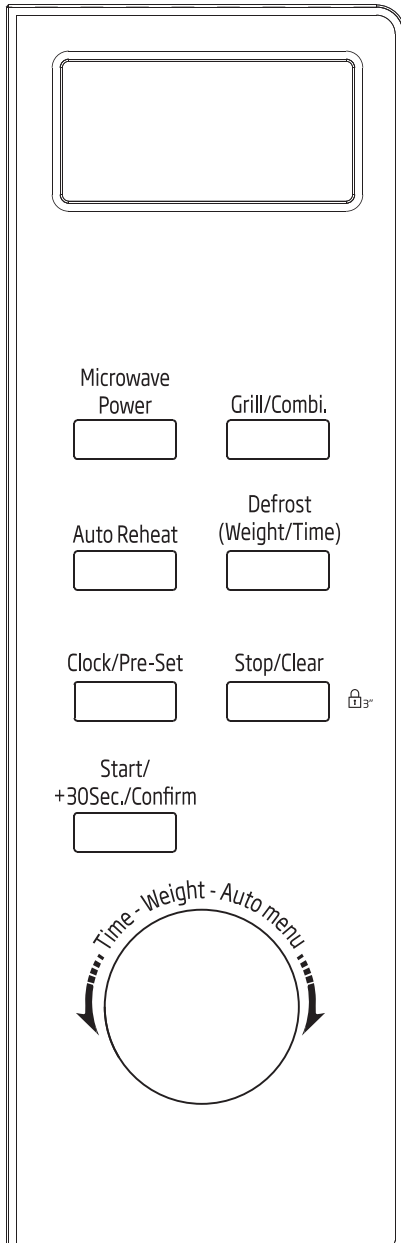 Microwave
Power
Grill/Combi.
Auto Reheat
Defrost
(Weight/Time)
Clock/Pre-Set
Stop/Clear
3"
Start/
+30Sec./Confirm
Time - Weight - Auto menu